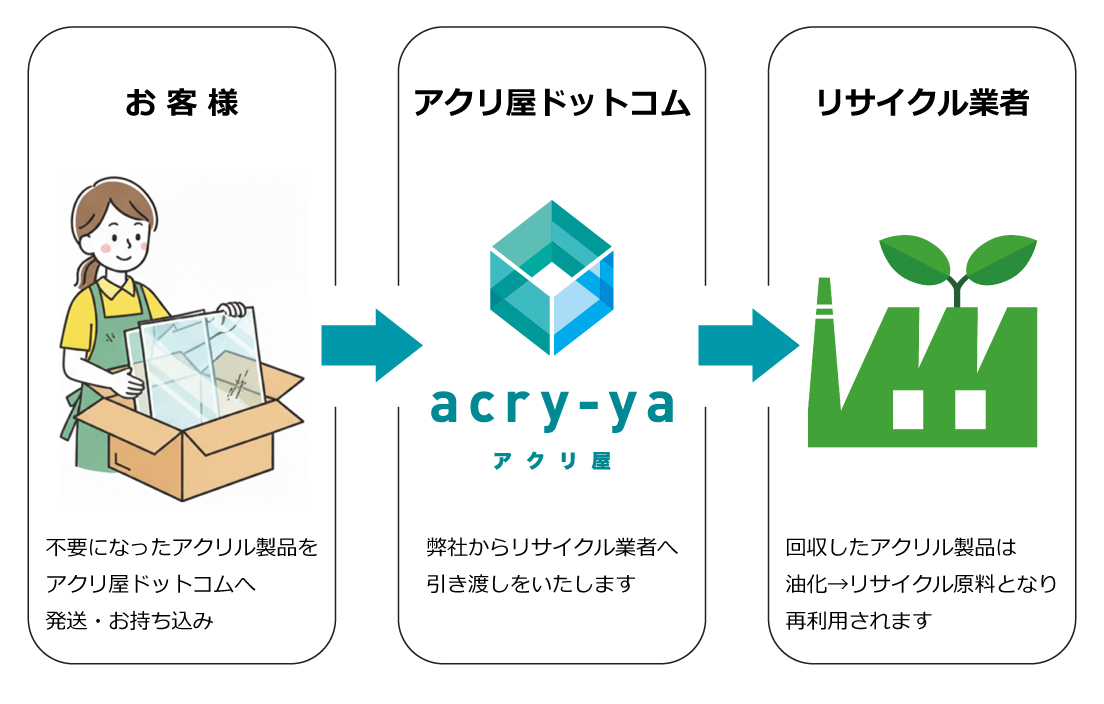 お客様
不要になったアクリル製品を
アクリ屋ドットコムへ
発送・お持ち込み
アクリ屋ドットコム
acry-ya
アクリ屋
弊社からリサイクル業者へ
引き渡しをいたします
リサイクル業者
回収したアクリル製品は
油化→リサイクル原料となり
再利用されます